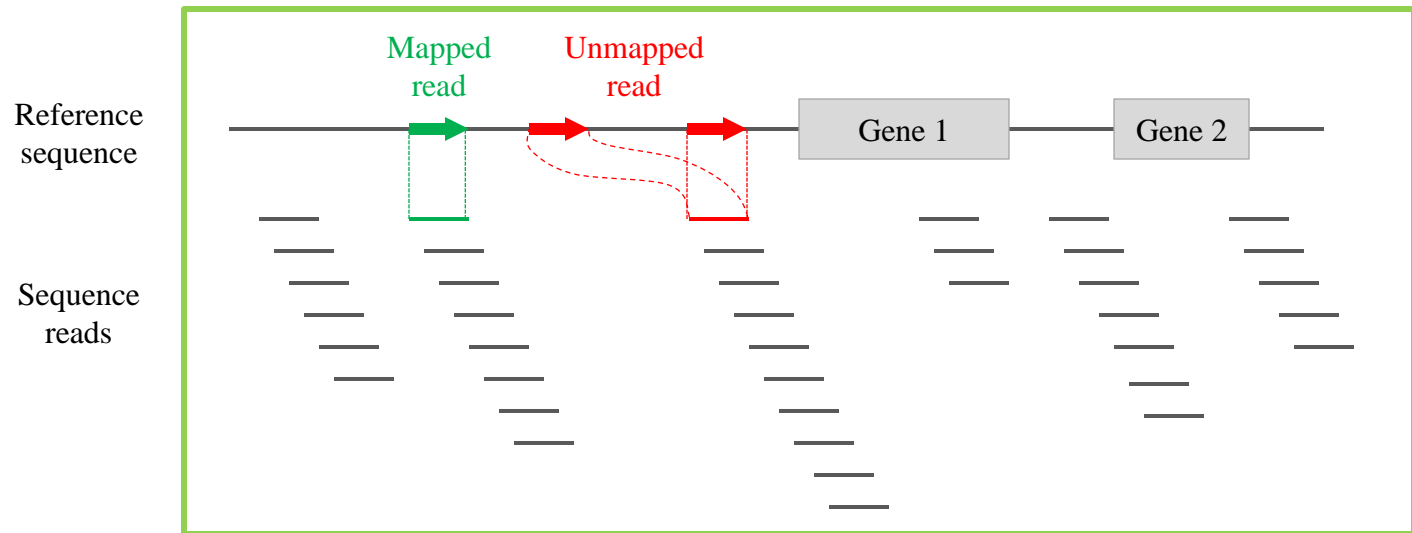 Mapped
read
Unmapped
read
Reference
sequence
Gene 1
Gene 2
Sequence
reads